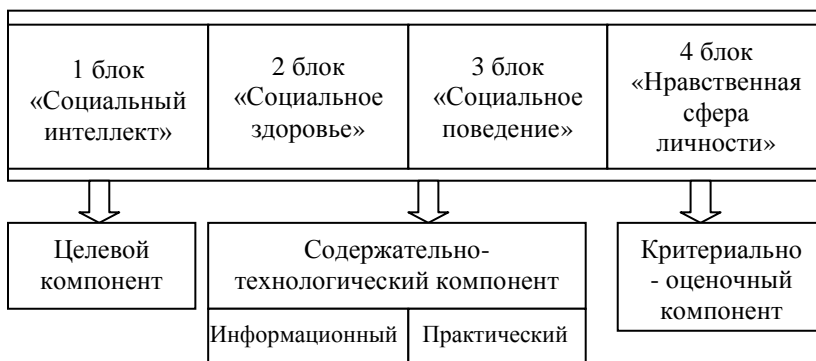 1 блок
«Социальный
интеллект»
2 блок
«Социальное
здоровье»
3 блок
«Социальное
поведение»
4 блок
«Нравственная
сфера
личности»
Целевой
компонент
Содержательно-
технологический компонент
Информационный
Практический
Критериально
- оценочный
компонент